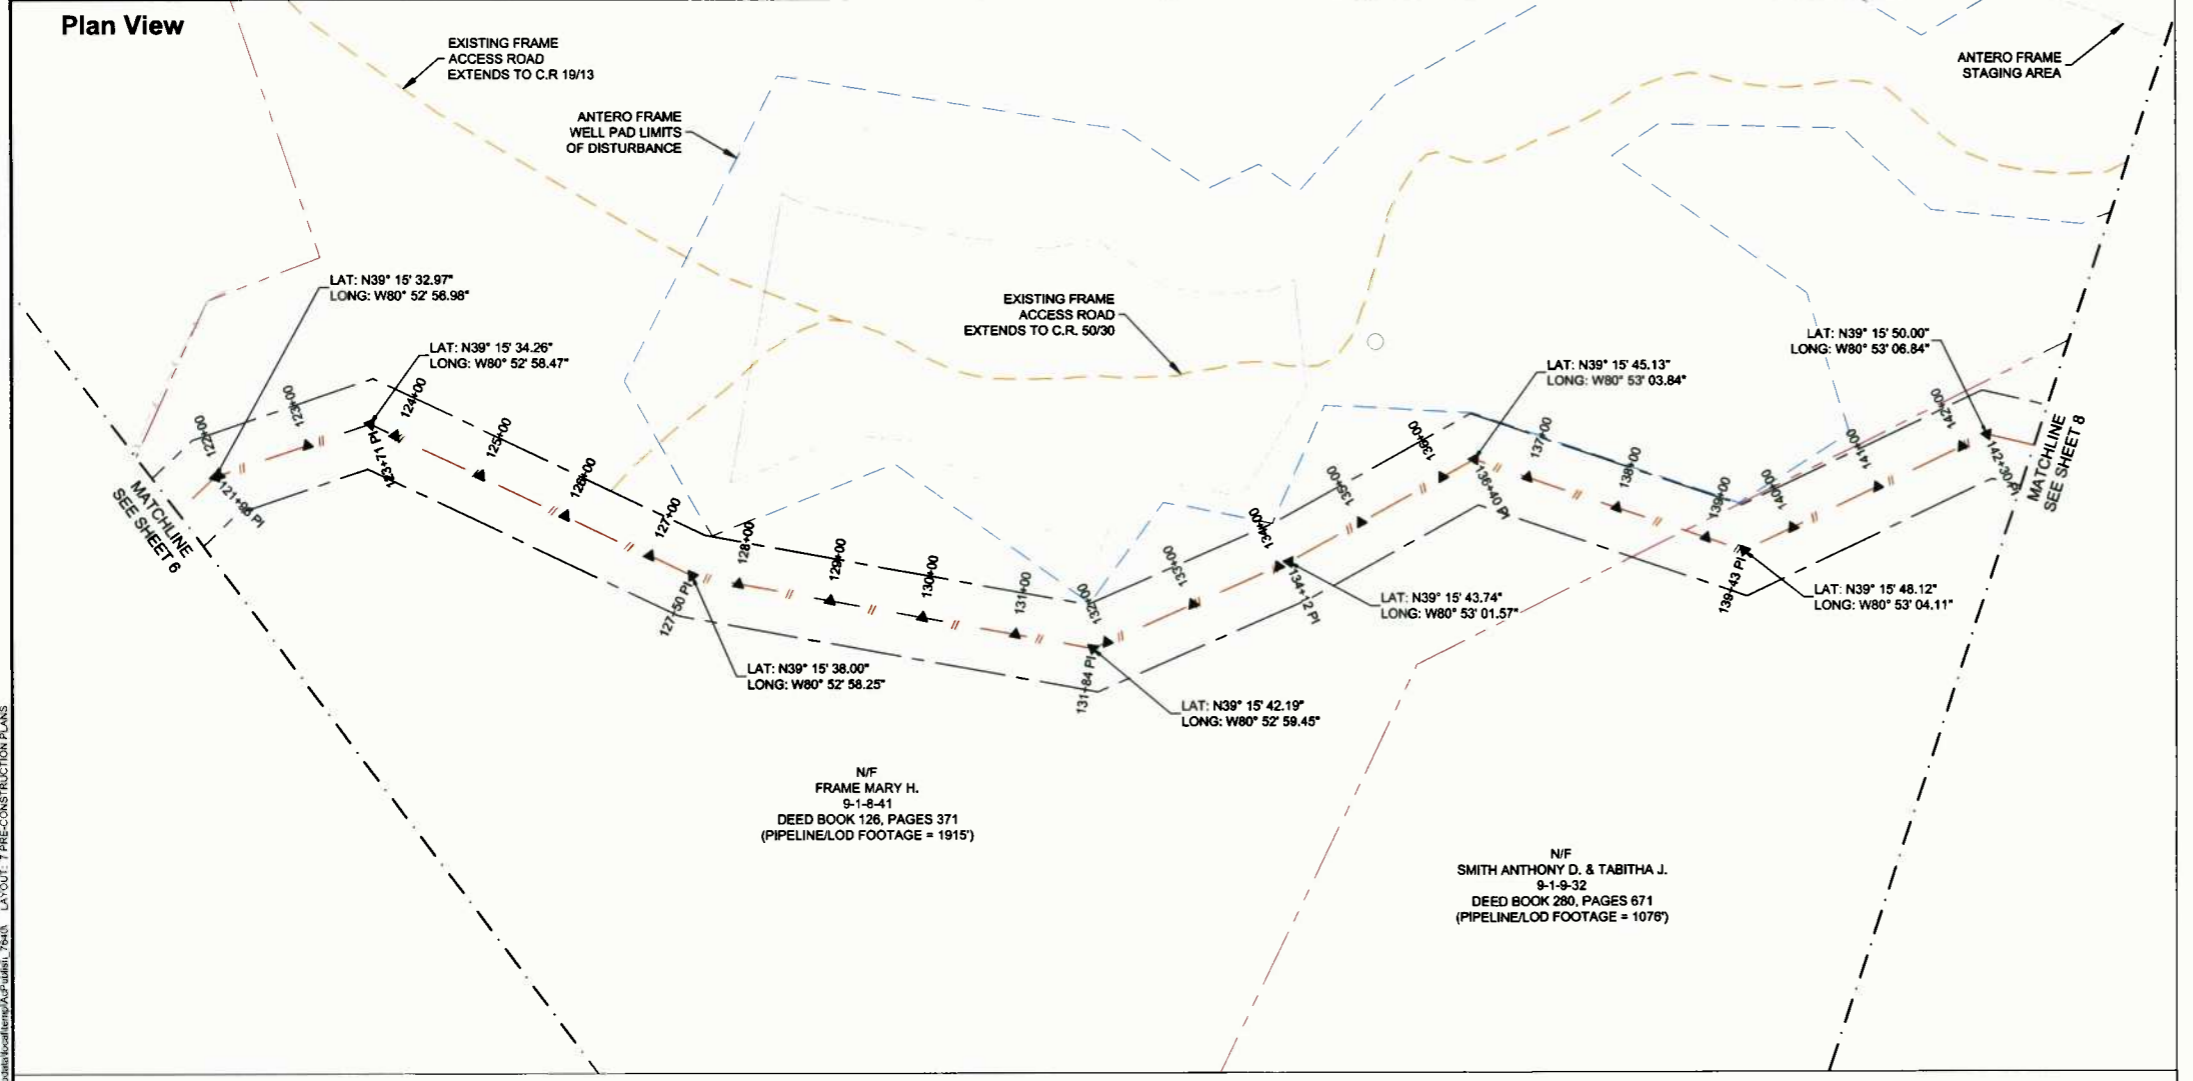 Plan View
EXISTING FRAME
ACCESS ROAD
EXTENDS TO C.R 19/13
ANTERO FRAME
WELL PAD LIMITS
OF DISTURBANCE
ANTERO FRAME
STAGING AREA
LAT: N39° 15' 32.97"
LONG: W80° 52' 56.98"
LAT: N39° 15' 34.26"
LONG: W80° 52' 58.47"
EXISTING FRAME
ACCESS ROAD
EXTENDS TO C.R. 50/30
LAT: N39° 15' 45.13"
LONG: W80° 53' 03.84"
LAT: N39° 15' 50.00"
LONG: W80° 53' 06.84"
122+00
123+00
124+00
125+00
126+00
127+00
128+00
129+00
130+00
131+00
132+00
133+00
134+00
135+00
136+00
137+00
138+00
139+00
140+00
141+00
142+00
123+71 PI
127+50 PI
131+84 PI
134+12 PI
136+40 PI
139+43 PI
142+30 PI
MATCHLINE
SEE SHEET 6
MATCHLINE
SEE SHEET 8
LAT: N39° 15' 43.74"
LONG: W80° 53' 01.57"
LAT: N39° 15' 48.12"
LONG: W80° 53' 04.11"
LAT: N39° 15' 38.00"
LONG: W80° 52' 58.25"
LAT: N39° 15' 42.19"
LONG: W80° 52' 59.45"
N/F
FRAME MARY H.
9-1-8-41
DEED BOOK 126, PAGES 371
(PIPELINE/LOD FOOTAGE = 1915')
N/F
SMITH ANTHONY D. & TABITHA J.
9-1-9-32
DEED BOOK 280, PAGES 671
(PIPELINE/LOD FOOTAGE = 1076')
LAYOUT: 7 PRE-CONSTRUCTION PLANS